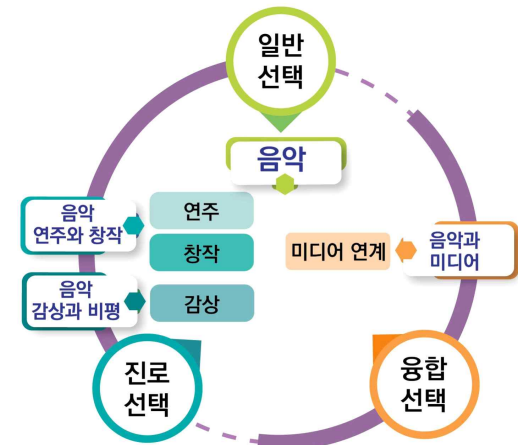 일반
선택
음악
음악
연주와 창작
연주
창작
음악
감상과 비평
감상
미디어 연계
음악과
미디어
진로
선택
융합
선택